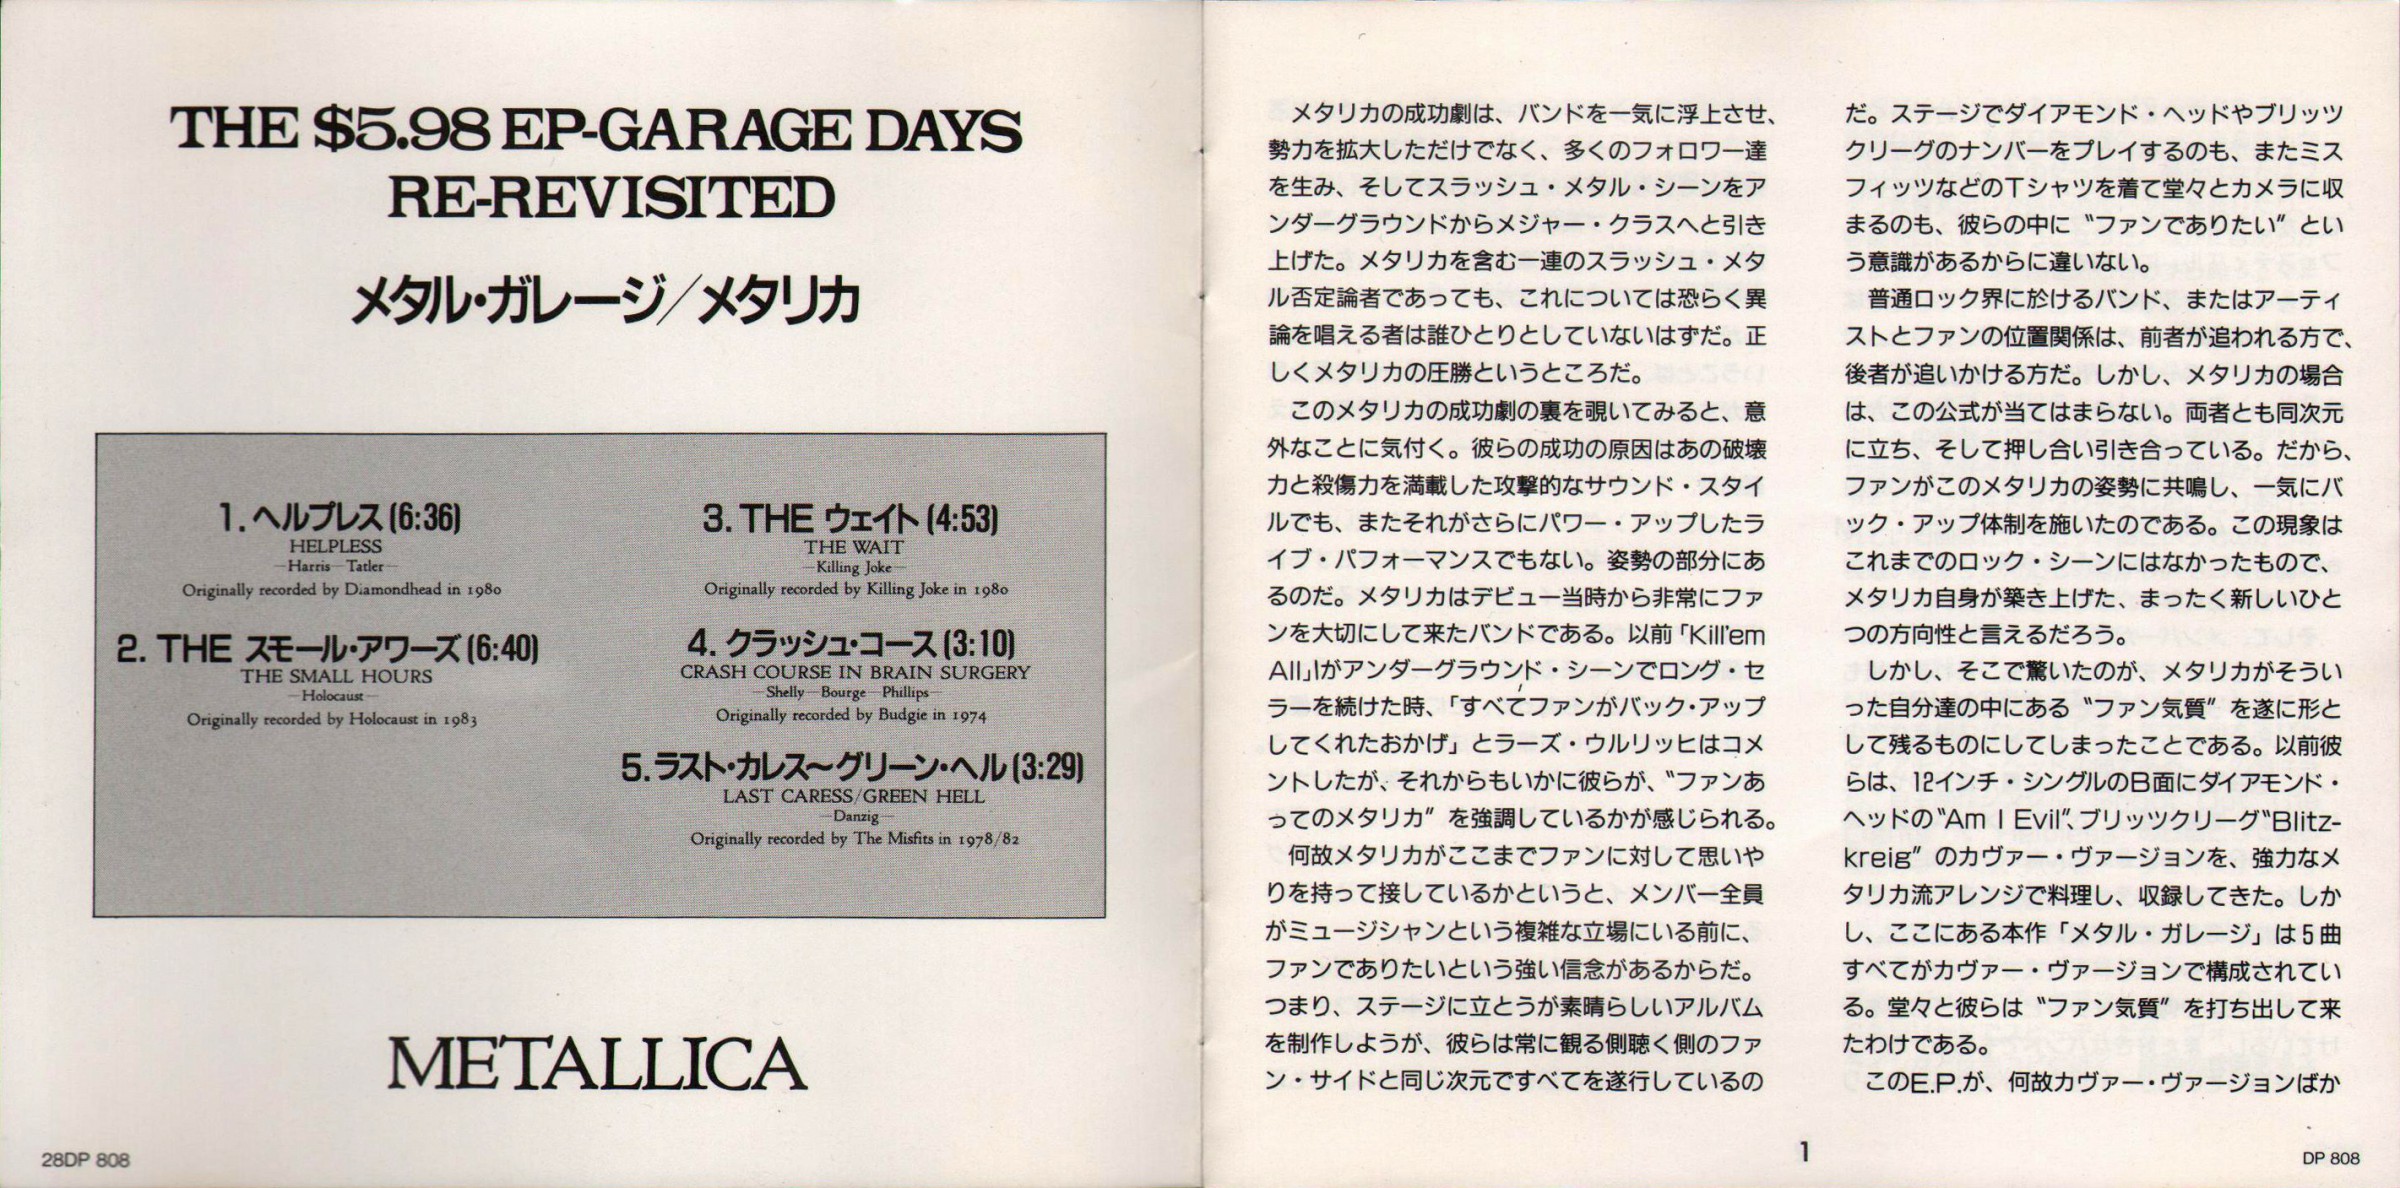 THE $5.98 EP-GARAGE DAYS
RE-REVISITED
メタル・ガレージ／メタリカ
1. ヘルプレス (6:36)
HELPLESS
—Harris—Tatler—
Originally recorded by Diamondhead in 1980
2. THE スモール・アワーズ (6:40)
THE SMALL HOURS
—Holocaust—
Originally recorded by Holocaust in 1983
3. THE ウェイト (4:53)
THE WAIT
—Killing Joke—
Originally recorded by Killing Joke in 1980
4. クラッシュ・コース (3:10)
CRASH COURSE IN BRAIN SURGERY
—Shelly—Bourge—Phillips—
Originally recorded by Budgie in 1974
5. ラスト・カレス〜グリーン・ヘル (3:29)
LAST CARESS/GREEN HELL
—Danzig—
Originally recorded by The Misfits in 1978/82
METALLICA
28DP 808
メタリカの成功劇は、バンドを一気に浮上させ、
勢力を拡大しただけでなく、多くのフォロワー達
を生み、そしてスラッシュ・メタル・シーンをア
ンダーグラウンドからメジャー・クラスへと引き
上げた。メタリカを含む一連のスラッシュ・メタ
ル否定論者であっても、これについては恐らく異
論を唱える者は誰ひとりとしていないはずだ。正
しくメタリカの圧勝というところだ。
このメタリカの成功劇の裏を覗いてみると、意
外なことに気付く。彼らの成功の原因はあの破壊
力と殺傷力を満載した攻撃的なサウンド・スタイ
ルでも、またそれがさらにパワー・アップしたラ
イブ・パフォーマンスでもない。姿勢の部分にあ
るのだ。メタリカはデビュー当時から非常にファ
ンを大切にして来たバンドである。以前「Kill'em
All」がアンダーグラウンド・シーンでロング・セ
ラーを続けた時、「すべてファンがバック・アップ
してくれたおかげ」とラーズ・ウルリッヒはコメ
ントしたが、それからもいかに彼らが、“ファンあ
ってのメタリカ”を強調しているかが感じられる。
何故メタリカがここまでファンに対して思いや
りを持って接しているかというと、メンバー全員
がミュージシャンという複雑な立場にいる前に、
ファンでありたいという強い信念があるからだ。
つまり、ステージに立とうが素晴らしいアルバム
を制作しようが、彼らは常に観る側聴く側のファ
ン・サイドと同じ次元ですべてを遂行しているの
だ。ステージでダイアモンド・ヘッドやブリッツ
クリーグのナンバーをプレイするのも、またミス
フィッツなどのTシャツを着て堂々とカメラに収
まるのも、彼らの中に“ファンでありたい”とい
う意識があるからに違いない。
普通ロック界に於けるバンド、またはアーティ
ストとファンの位置関係は、前者が追われる方で、
後者が追いかける方だ。しかし、メタリカの場合
は、この公式が当てはまらない。両者とも同次元
に立ち、そして押し合い引き合っている。だから、
ファンがこのメタリカの姿勢に共鳴し、一気にバ
ック・アップ体制を施いたのである。この現象は
これまでのロック・シーンにはなかったもので、
メタリカ自身が築き上げた、まったく新しいひと
つの方向性と言えるだろう。
しかし、そこで驚いたのが、メタリカがそうい
った自分達の中にある“ファン気質”を遂に形と
して残るものにしてしまったことである。以前彼
らは、12インチ・シングルのB面にダイアモンド・
ヘッドの“Am I Evil”、ブリッツクリーグ“Blitz-
kreig”のカヴァー・ヴァージョンを、強力なメ
タリカ流アレンジで料理し、収録してきた。しか
し、ここにある本作「メタル・ガレージ」は5曲
すべてがカヴァー・ヴァージョンで構成されてい
る。堂々と彼らは“ファン気質”を打ち出して来
たわけである。
このE.P.が、何故カヴァー・ヴァージョンばか
1
DP 808